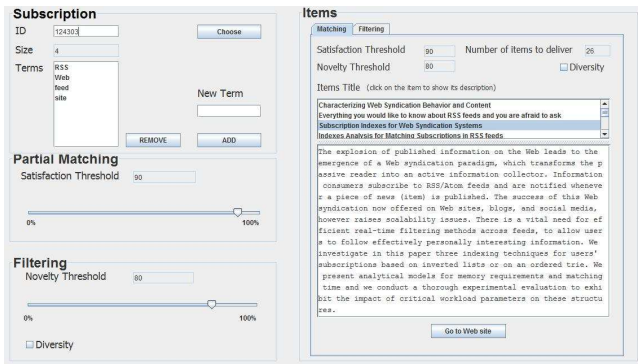 Subscription
ID
124303
Choose
Size
4
Terms
RSS
Web
feed
site
New Term
REMOVE
ADD
Partial Matching
Satisfaction Threshold
90
0%
100%
Filtering
Novelty Threshold
80
0%
100%
Diversity
Items
Matching
Filtering
Satisfaction Threshold
90
Number of items to deliver
26
Novelty Threshold
80
Diversity
Items Title (click on the item to show its description)
Characterizing Web Syndication Behavior and Content
Everything you would like to know about RSS feeds and you are afraid to ask
Subscription Indexes for Web Syndication Systems
Indexes Analysis for Matching Subscriptions in RSS feeds
The explosion of published information on the Web leads to the
emergence of a Web syndication paradigm, which transforms the p
assive reader into an active information collector. Information
consumers subscribe to RSS/Atom feeds and are notified wheneve
r a piece of news (item) is published. The success of this Web
syndication now offered on Web sites, blogs, and social media,
however raises scalability issues. There is a vital need for ef
ficient real-time filtering methods across feeds, to allow user
s to follow effectively personally interesting information. We
investigate in this paper three indexing techniques for users'
subscriptions based on inverted lists or on an ordered trie. We
present analytical models for memory requirements and matching
time and we conduct a thorough experimental evaluation to exhi
bit the impact of critical workload parameters on these structu
res.
Go to Web site